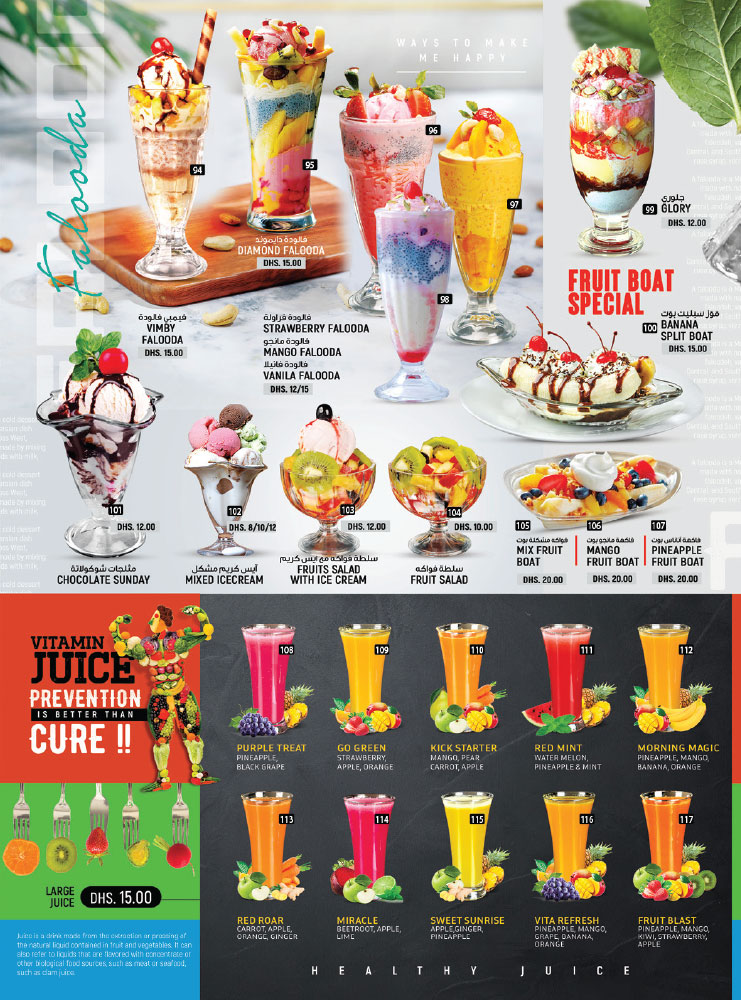 Falooda
WAYS TO MAKE
ME HAPPY
94
95
96
97
98
فالودة دايموند
DIAMOND FALOODA
DHS. 15.00
فيمبي فالودة
VIMBY
FALOODA
DHS. 15.00
فالودة فراولة
STRAWBERRY FALOODA
فالودة مانجو
MANGO FALOODA
فالودة فانيلا
VANILA FALOODA
DHS. 12/15
جلوري
99 GLORY
DHS. 12.00
FRUIT BOAT
SPECIAL
موز سبليت بوت
100 BANANA
SPLIT BOAT
DHS. 15.00
101
DHS. 12.00
مثلجات شوكولاتة
CHOCOLATE SUNDAY
102
DHS. 8/10/12
آيس كريم مشكل
MIXED ICECREAM
103
DHS. 12.00
سلطة فواكه مع آيس كريم
FRUITS SALAD
WITH ICE CREAM
104
DHS. 10.00
سلطة فواكه
FRUIT SALAD
105
فواكه مشكلة بوت
MIX FRUIT
BOAT
DHS. 20.00
106
فاكهة مانجو بوت
MANGO
FRUIT BOAT
DHS. 20.00
107
فاكهة أناناس بوت
PINEAPPLE
FRUIT BOAT
DHS. 20.00
VITAMIN
JUICE
PREVENTION
IS BETTER THAN
CURE !!
LARGE
JUICE
DHS. 15.00
Juice is a drink made from the extraction or pressing of
the natural liquid contained in fruit and vegetables. It can
also refer to liquids that are flavored with concentrate or
other biological food sources, such as meat or seafood,
such as clam juice.
108
PURPLE TREAT
PINEAPPLE,
BLACK GRAPE
109
GO GREEN
STRAWBERRY,
APPLE, ORANGE
110
KICK STARTER
MANGO, PEAR
CARROT, APPLE
111
RED MINT
WATER MELON,
PINEAPPLE & MINT
112
MORNING MAGIC
PINEAPPLE, MANGO,
BANANA, ORANGE
113
RED ROAR
CARROT, APPLE,
ORANGE, GINGER
114
MIRACLE
BEETROOT, APPLE,
LIME
115
SWEET SUNRISE
APPLE,GINGER,
PINEAPPLE
116
VITA REFRESH
PINEAPPLE, MANGO,
GRAPE, BANANA,
ORANGE
117
FRUIT BLAST
PINEAPPLE, MANGO,
KIWI, STRAWBERRY,
APPLE
HEALTHY JUICE